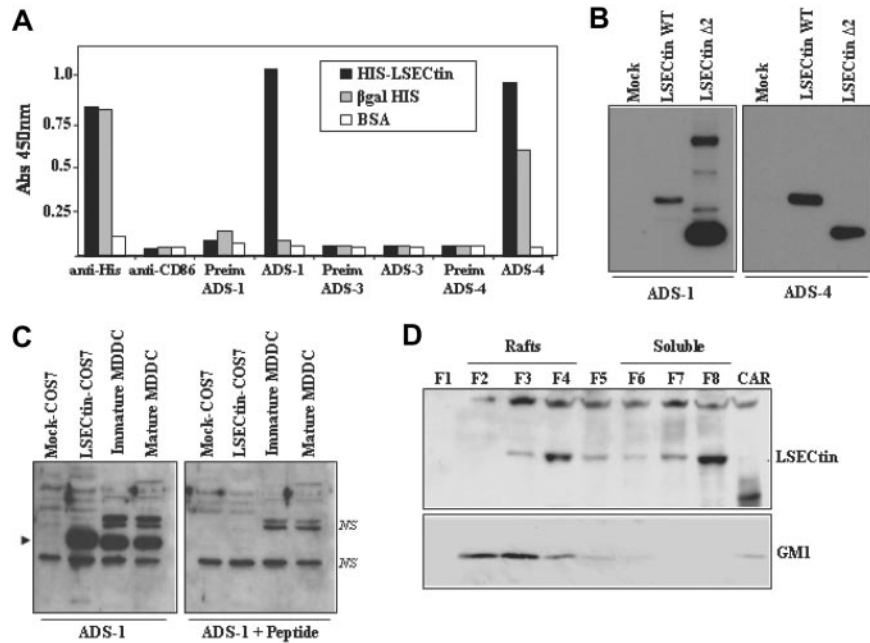 A
Abs 450nm
1.0
0.75
0.5
0.25
HIS-LSECtin
βgal HIS
BSA
anti-His
anti-CD86
Preim ADS-1
ADS-1
Preim ADS-3
ADS-3
Preim ADS-4
ADS-4
B
Mock
LSECtin WT
LSECtin Δ2
Mock
LSECtin WT
LSECtin Δ2
ADS-1
ADS-4
C
Mock-COS7
LSECtin-COS7
Immature MDDC
Mature MDDC
Mock-COS7
LSECtin-COS7
Immature MDDC
Mature MDDC
NS
NS
ADS-1
ADS-1 + Peptide
D
Rafts
Soluble
F1 F2 F3 F4 F5 F6 F7 F8 CAR
LSECtin
GM1